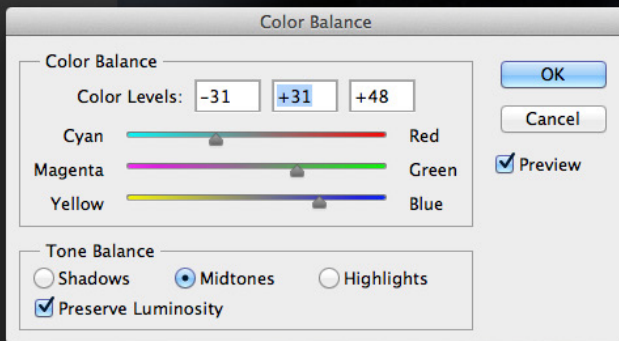 Color Balance
Color Balance
Color Levels: -31 +31 +48
Cyan Red
Magenta Green
Yellow Blue
Tone Balance
Shadows Midtones Highlights
Preserve Luminosity
OK
Cancel
Preview